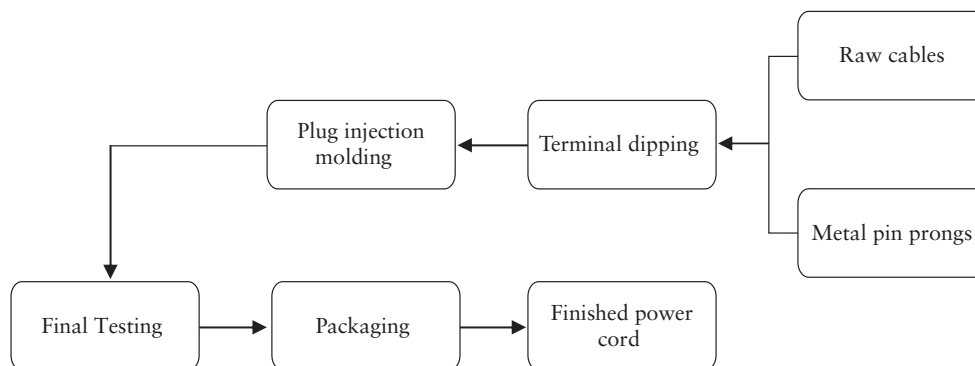 Raw cables
Plug injection
molding
Terminal dipping
Metal pin prongs
Final Testing
Packaging
Finished power
cord